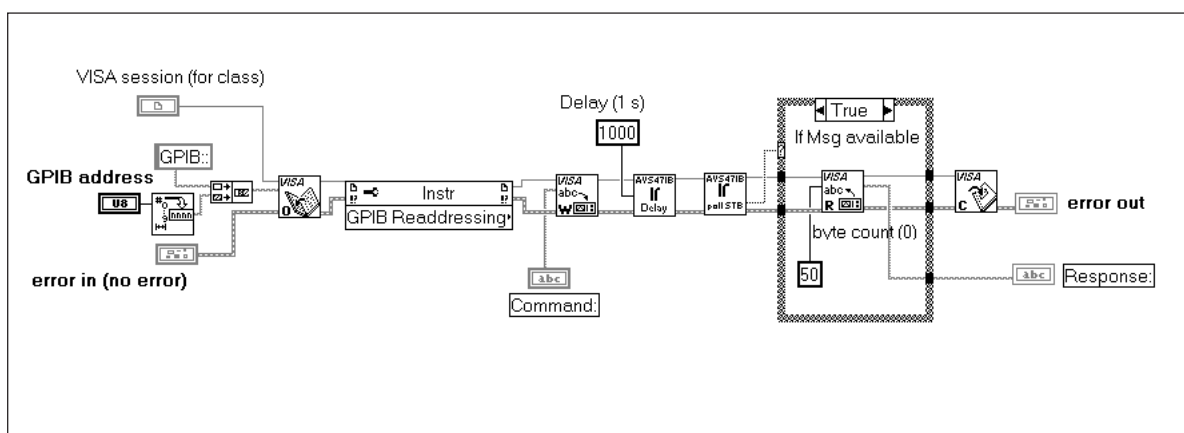 VISA session (for class)
Delay (1 s)
1000
True
If Msg available
GPIB::
GPIB address
U8
VISA
O
Instr
GPIB Readdressing
VISA
abc
W
AVS47IB
Delay
AVS47IB
poll STB
VISA
abc
R
VISA
C
error out
error in (no error)
byte count (0)
50
abc
Command:
abc
Response: